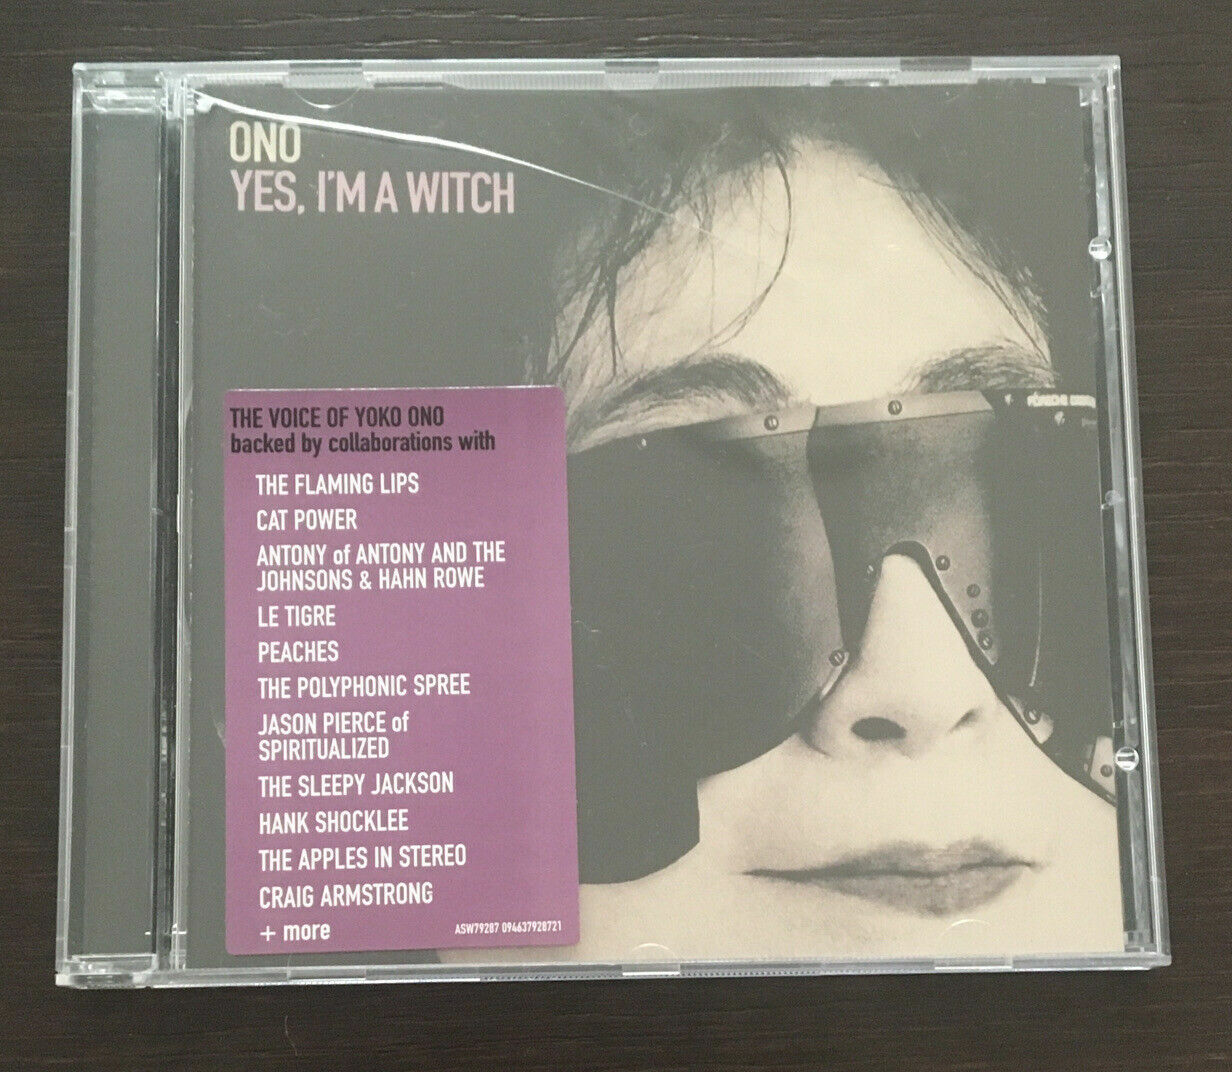 ONO
YES, I'M A WITCH
THE VOICE OF YOKO ONO
backed by collaborations with
THE FLAMING LIPS
CAT POWER
ANTONY of ANTONY AND THE
JOHNSONS & HAHN ROWE
LE TIGRE
PEACHES
THE POLYPHONIC SPREE
JASON PIERCE of
SPIRITUALIZED
THE SLEEPY JACKSON
HANK SHOCKLEE
THE APPLES IN STEREO
CRAIG ARMSTRONG
+ more
ASW79287 094637928721